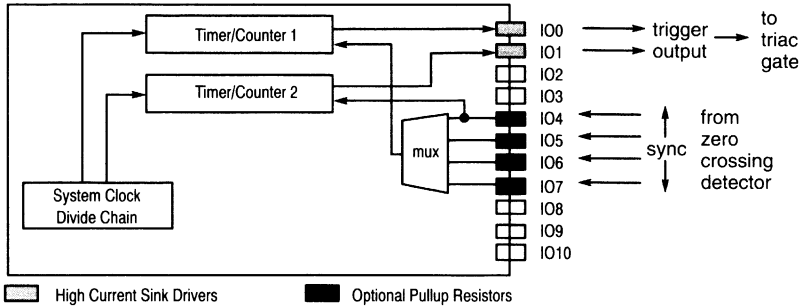 Timer/Counter 1
Timer/Counter 2
System Clock
Divide Chain
mux
IO0
IO1
IO2
IO3
IO4
IO5
IO6
IO7
IO8
IO9
IO10
trigger
output
to
triac
gate
sync
from
zero
crossing
detector
High Current Sink Drivers
Optional Pullup Resistors